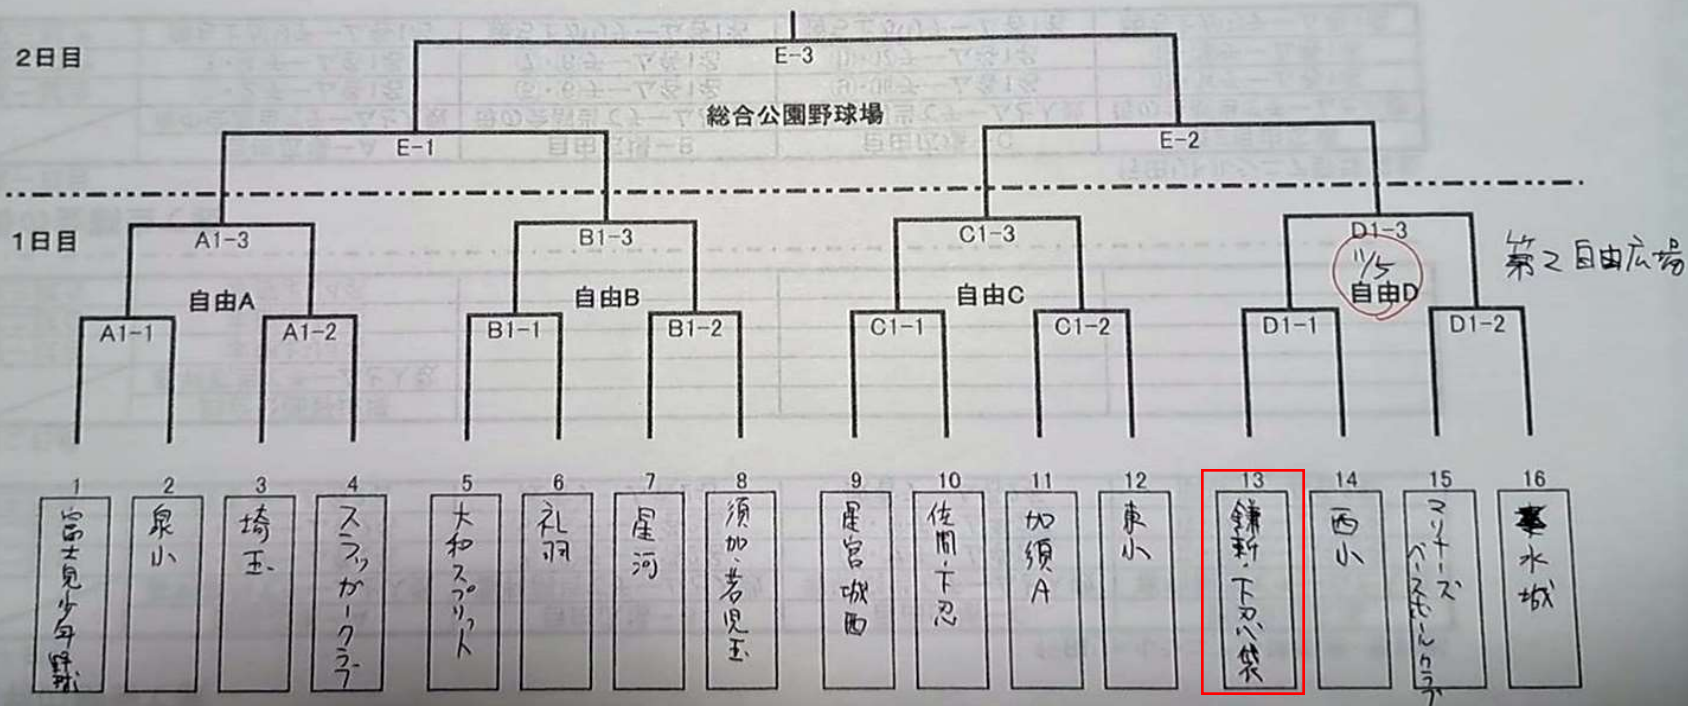 2日目
E-3
総合公園野球場
E-1
E-2
1日目
A1-3
B1-3
C1-3
D1-3
11/5
第2自由広場
自由A
自由B
自由C
自由D
A1-1
A1-2
B1-1
B1-2
C1-1
C1-2
D1-1
D1-2
1
2
3
4
5
6
7
8
9
10
11
12
13
14
15
16
富士見少年野球
泉小
埼玉
スラッガークラブ
大和スプリット
礼羽
星河
須加・若児玉
星宮城西
佐間・下忍
加須A
東小
鎌新・下忍・袋
西小
マリナーズ
ベースボールクラブ
水城